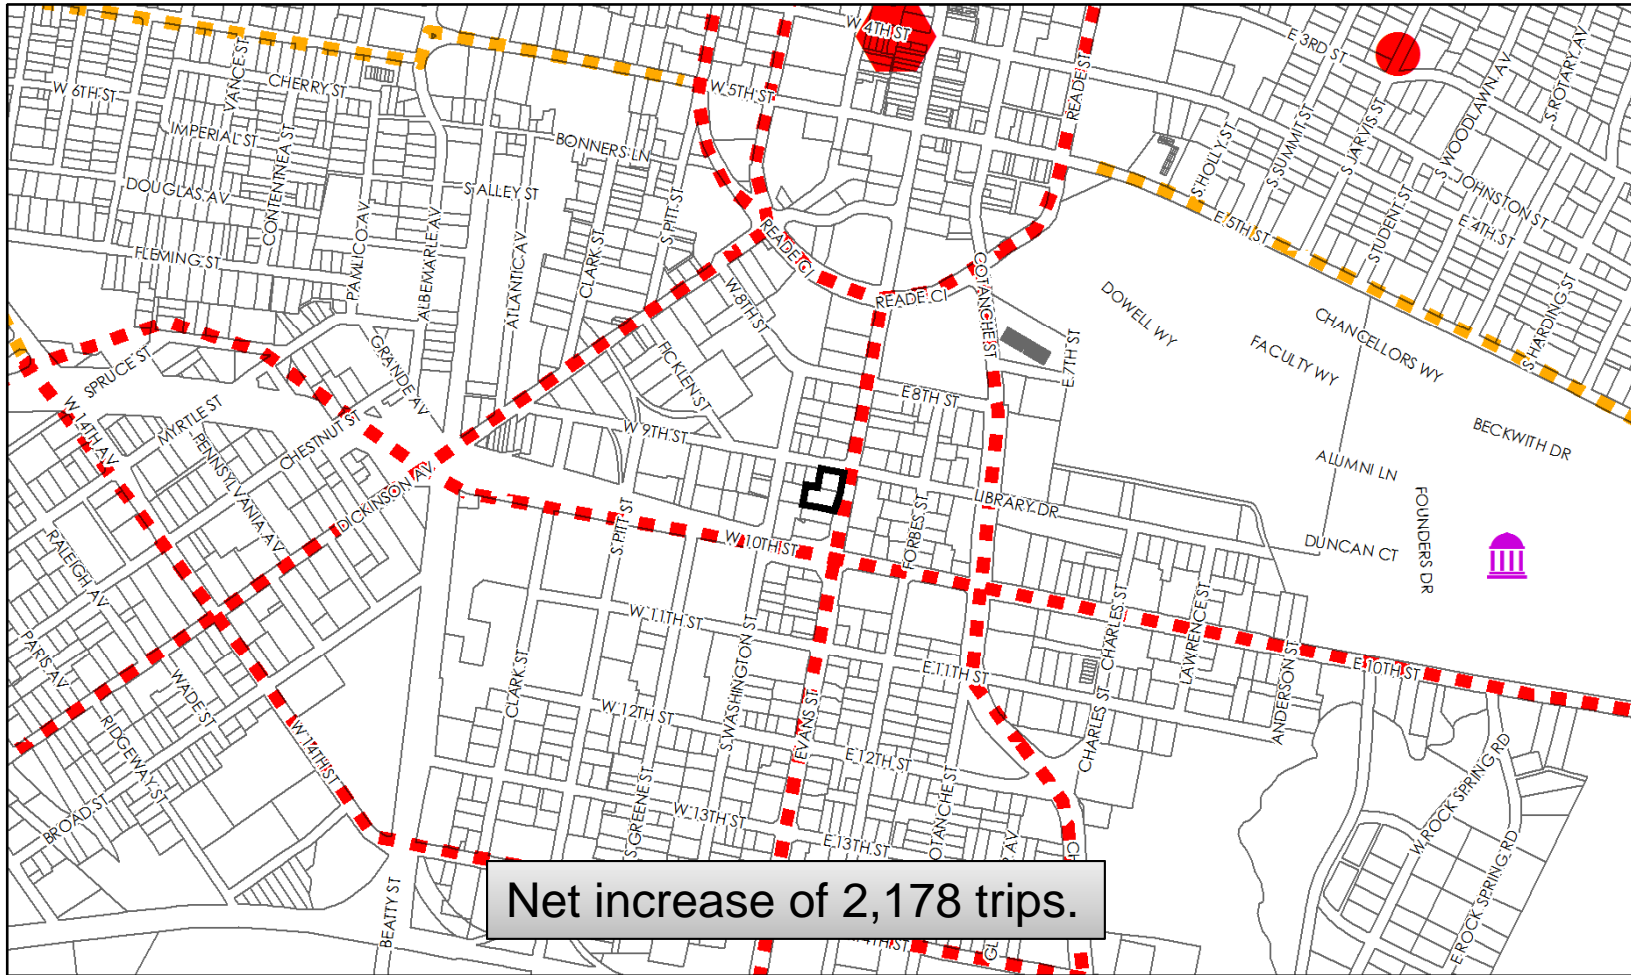 W 4TH ST
E 3RD ST
S ROTARY AV
VANCE ST
CHERRY ST
W 6TH ST
W 5TH ST
READE ST
S WOODLAWN AV
IMPERIAL ST
CONTENTNEA ST
BONNERS LN
S HOLLY ST
S SUMMIT ST
S JARVIS ST
DOUGLAS AV
S ALLEY ST
S PITT ST
JOHNSTON ST
STUDENT ST
E 4TH ST
E 5TH ST
PAMLICO AV
ALBEMARLE AV
ATLANTIC AV
CLARK ST
READE CI
FLEMING ST
COTANCHE ST
READE CI
DOWELL WY
CHANCELLORS WY
S HARDING ST
W 8TH ST
FACULTY WY
E 7TH ST
SPRUCE ST
GRANDE AV
FICKLEN ST
E 8TH ST
W 14TH AV
MYRTLE ST
PENNSYLVANIA AV
CHESTNUT ST
W 9TH ST
BECKWITH DR
ALUMNI LN
DICKINSON AV
LIBRARY DR
FORBES ST
FOUNDERS DR
S PITT ST
W 10TH ST
DUNCAN CT
RALEIGH AV
W 11TH ST
S WASHINGTON ST
CHARLES ST
LAWRENCE ST
PARIS AV
WADE ST
CLARK ST
E 11TH ST
CHARLES ST
ANDERSON ST
E 10TH ST
RIDGEWAY ST
W 14TH ST
W 12TH ST
EVANS ST
E 12TH ST
BROAD ST
S GREENE ST
W 13TH ST
E 13TH ST
OTANCHE ST
W ROCK SPRING RD
E ROCK SPRING RD
BEATTY ST
Net increase of 2,178 trips.